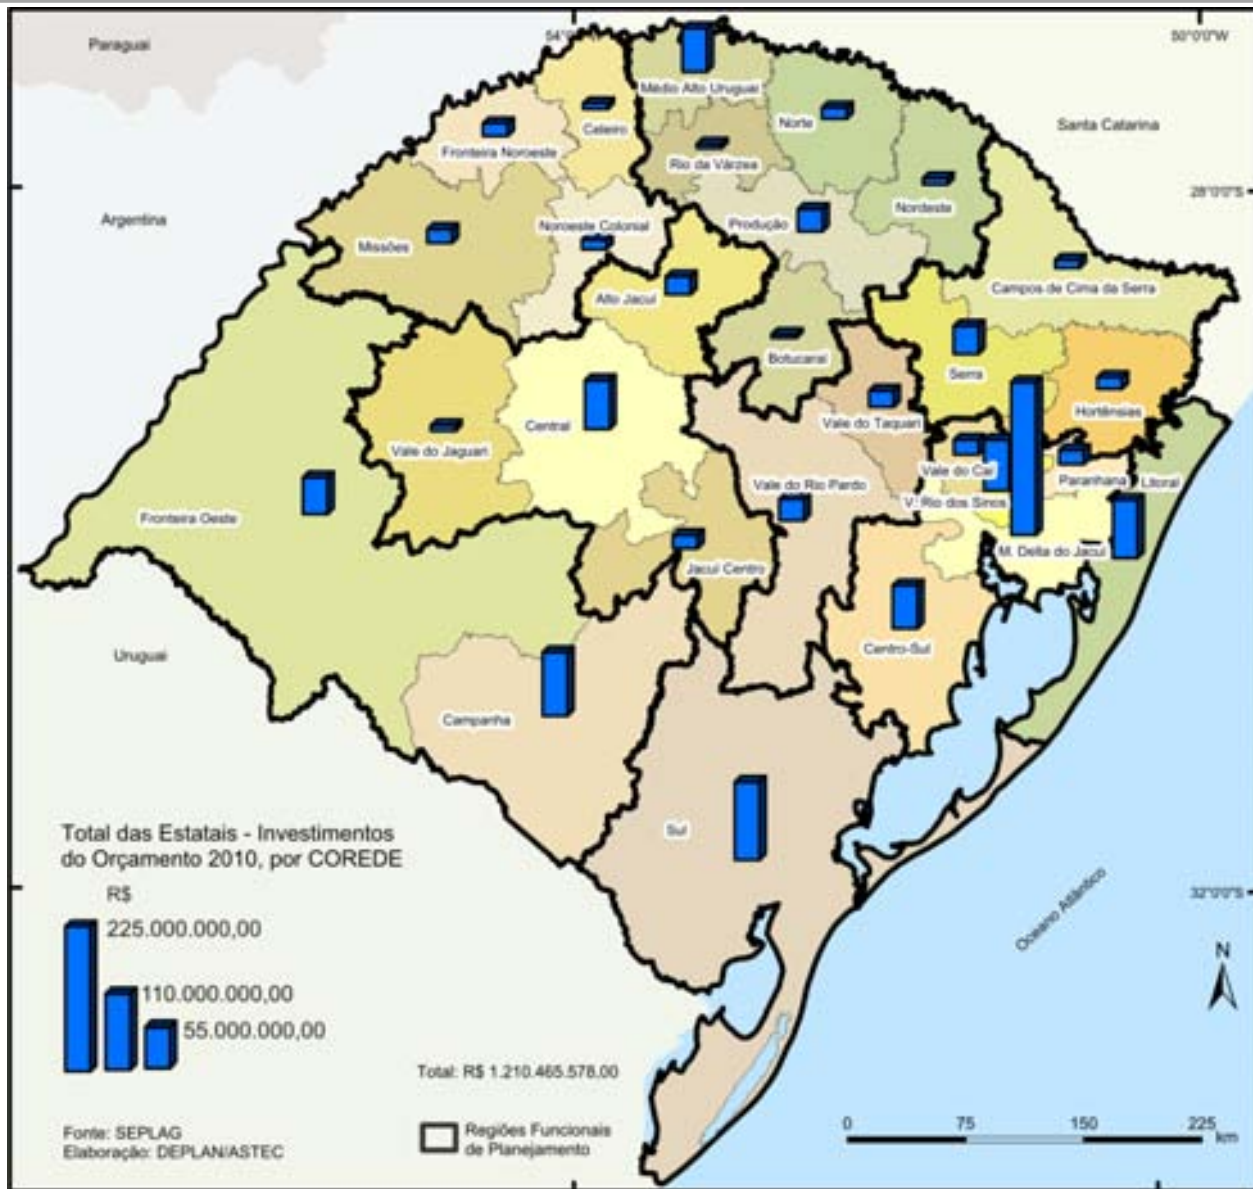 Paraguai
54°0'0"W
50°0'0"W
Médio Alto Uruguai
Norte
Santa Catarina
Celeiro
Fronteira Noroeste
Rio da Várzea
28°0'0"S
Argentina
Nordeste
Noroeste Colonial
Produção
Missões
Alto Jacuí
Campos de Cima da Serra
Botucaraí
Serra
Hortênsias
Vale do Taquari
Central
Vale do Jaguari
Vale do Caí
Paranhana
Litoral
Vale do Rio Pardo
V. Rio dos Sinos
Fronteira Oeste
M. Delta do Jacuí
Jacuí Centro
Centro-Sul
Uruguai
Campanha
Sul
Total das Estatais - Investimentos
do Orçamento 2010, por COREDE
R$
225.000.000,00
110.000.000,00
55.000.000,00
32°0'0"S
Oceano Atlântico
N
Total: R$ 1.210.465.578,00
Fonte: SEPLAG
Elaboração: DEPLAN/ASTEC
Regiões Funcionais
de Planejamento
0 75 150 225
km